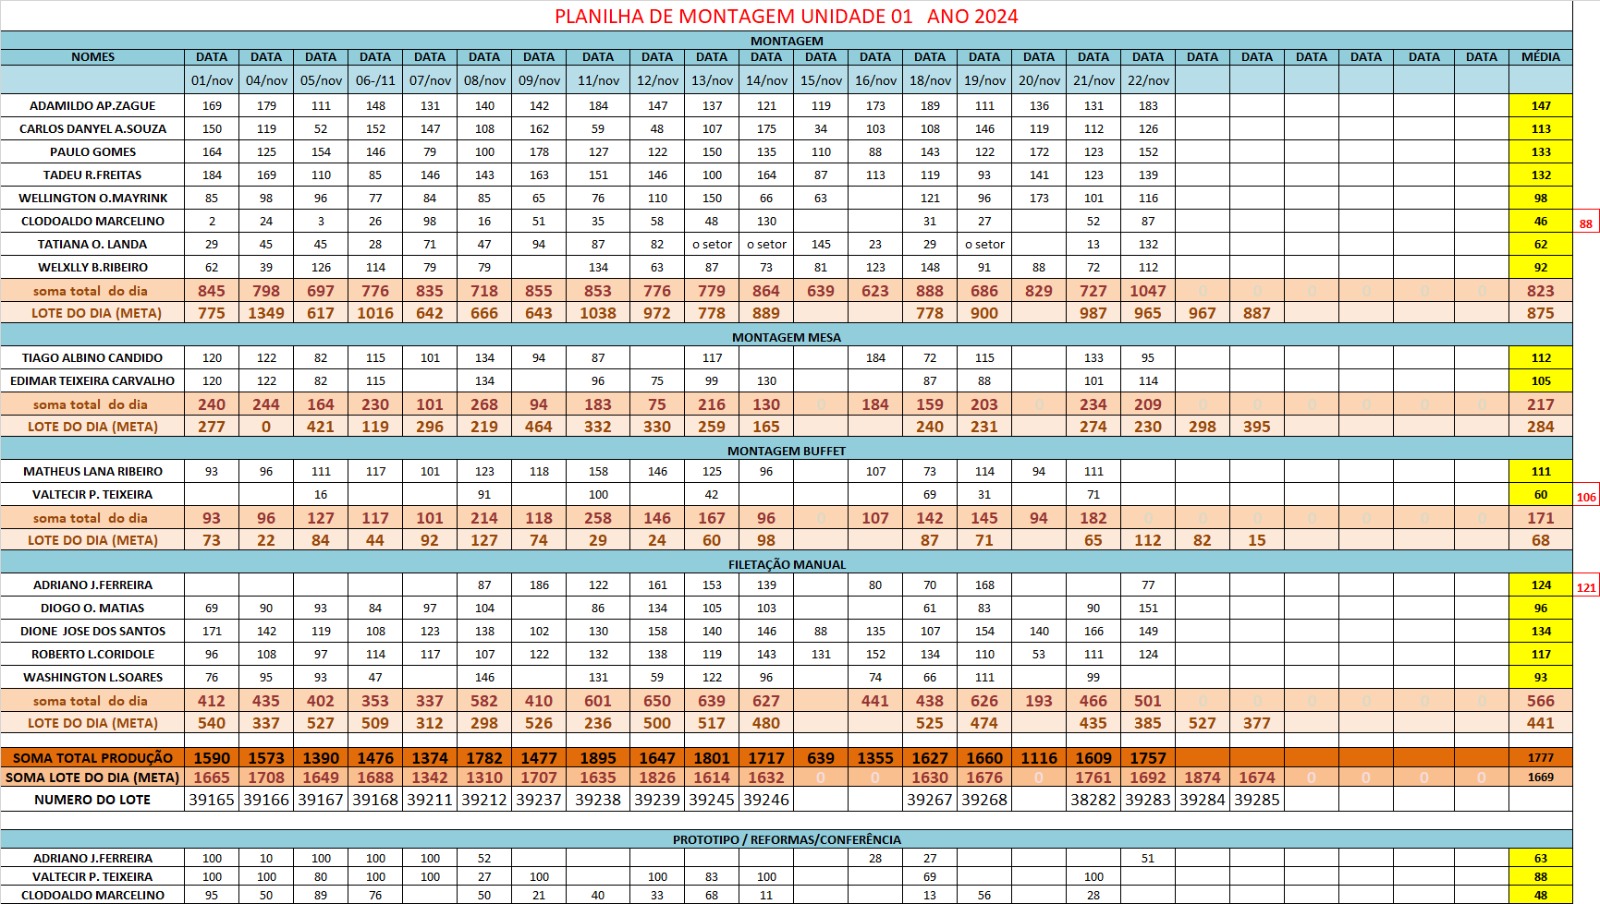 PLANILHA DE MONTAGEM UNIDADE 01 ANO 2024
MONTAGEM
NOMES DATA DATA DATA DATA DATA DATA DATA DATA DATA DATA DATA DATA DATA DATA DATA DATA DATA DATA DATA DATA DATA DATA DATA DATA MÉDIA
01/nov 04/nov 05/nov 06-/11 07/nov 08/nov 09/nov 11/nov 12/nov 13/nov 14/nov 15/nov 16/nov 18/nov 19/nov 20/nov 21/nov 22/nov
ADAMILDO AP.ZAGUE 169 179 111 148 131 140 142 184 147 137 121 119 173 189 111 136 131 183 147
CARLOS DANYEL A.SOUZA 150 119 52 152 147 108 162 59 48 107 175 34 103 108 146 119 112 126 113
PAULO GOMES 164 125 154 146 79 100 178 127 122 150 135 110 88 143 122 172 123 152 133
TADEU R.FREITAS 184 169 110 85 146 143 163 151 146 100 164 87 113 119 93 141 123 139 132
WELLINGTON O.MAYRINK 85 98 96 77 84 85 65 76 110 150 66 63 121 96 173 101 116 98
CLODOALDO MARCELINO 2 24 3 26 98 16 51 35 58 48 130 31 27 52 87 46 88
TATIANA O. LANDA 29 45 45 28 71 47 94 87 82 o setor o setor 145 23 29 o setor 13 132 62
WELXLLY B.RIBEIRO 62 39 126 114 79 79 134 63 87 73 81 123 148 91 88 72 112 92
soma total do dia 845 798 697 776 835 718 855 853 776 779 864 639 623 888 686 829 727 1047 0 0 0 0 0 0 823
LOTE DO DIA (META) 775 1349 617 1016 642 666 643 1038 972 778 889 778 900 987 965 967 887 875
MONTAGEM MESA
TIAGO ALBINO CANDIDO 120 122 82 115 101 134 94 87 117 184 72 115 133 95 112
EDIMAR TEIXEIRA CARVALHO 120 122 82 115 134 96 75 99 130 87 88 101 114 105
soma total do dia 240 244 164 230 101 268 94 183 75 216 130 0 184 159 203 0 234 209 0 0 0 0 0 0 217
LOTE DO DIA (META) 277 0 421 119 296 219 464 332 330 259 165 240 231 274 230 298 395 284
MONTAGEM BUFFET
MATHEUS LANA RIBEIRO 93 96 111 117 101 123 118 158 146 125 96 107 73 114 94 111 111
VALTECIR P. TEIXEIRA 16 91 100 42 69 31 71 60 106
soma total do dia 93 96 127 117 101 214 118 258 146 167 96 0 107 142 145 94 182 0 0 0 0 0 0 0 171
LOTE DO DIA (META) 73 22 84 44 92 127 74 29 24 60 98 87 71 65 112 82 15 68
FILETAÇÃO MANUAL
ADRIANO J.FERREIRA 87 186 122 161 153 139 80 70 168 77 124 121
DIOGO O. MATIAS 69 90 93 84 97 104 86 134 105 103 61 83 90 151 96
DIONE JOSE DOS SANTOS 171 142 119 108 123 138 102 130 158 140 146 88 135 107 154 140 166 149 134
ROBERTO L.CORIDOLE 96 108 97 114 117 107 122 132 138 119 143 131 152 134 110 53 111 124 117
WASHINGTON L.SOARES 76 95 93 47 146 131 59 122 96 74 66 111 99 93
soma total do dia 412 435 402 353 337 582 410 601 650 639 627 441 438 626 193 466 501 0 0 0 0 0 0 566
LOTE DO DIA (META) 540 337 527 509 312 298 526 236 500 517 480 525 474 435 385 527 377 441
SOMA TOTAL PRODUCÃO 1590 1573 1390 1476 1374 1782 1477 1895 1647 1801 1717 639 1355 1627 1660 1116 1609 1757 1777
SOMA LOTE DO DIA (META) 1665 1708 1649 1688 1342 1310 1707 1635 1826 1614 1632 0 0 1630 1676 0 1761 1692 1874 1674 0 0 0 0 1669
NUMERO DO LOTE 39165 39166 39167 39168 39211 39212 39237 39238 39239 39245 39246 39267 39268 38282 39283 39284 39285
PROTOTIPO / REFORMAS/CONFERÊNCIA
ADRIANO J.FERREIRA 100 10 100 100 100 52 28 27 51 63
VALTECIR P. TEIXEIRA 100 100 80 100 100 27 100 100 83 100 69 100 88
CLODOALDO MARCELINO 95 50 89 76 50 21 40 33 68 11 13 56 28 48